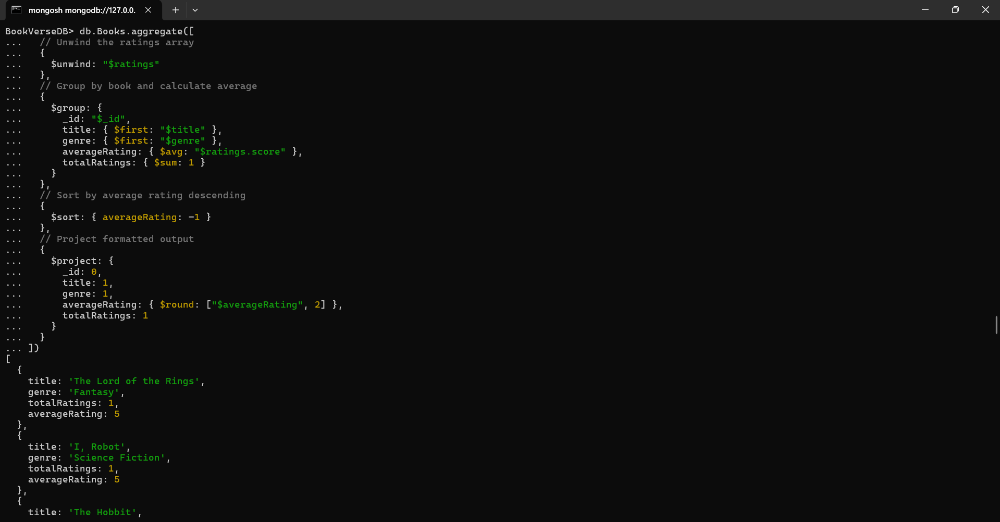 mongosh mongodb://127.0.0.
BookVerseDB> db.Books.aggregate([
...   // Unwind the ratings array
...   {
...     $unwind: "$ratings"
...   },
...   // Group by book and calculate average
...   {
...     $group: {
...       _id: "$_id",
...       title: { $first: "$title" },
...       genre: { $first: "$genre" },
...       averageRating: { $avg: "$ratings.score" },
...       totalRatings: { $sum: 1 }
...     }
...   },
...   // Sort by average rating descending
...   {
...     $sort: { averageRating: -1 }
...   },
...   // Project formatted output
...   {
...     $project: {
...       _id: 0,
...       title: 1,
...       genre: 1,
...       averageRating: { $round: ["$averageRating", 2] },
...       totalRatings: 1
...     }
...   }
... ])
[
  {
    title: 'The Lord of the Rings',
    genre: 'Fantasy',
    totalRatings: 1,
    averageRating: 5
  },
  {
    title: 'I, Robot',
    genre: 'Science Fiction',
    totalRatings: 1,
    averageRating: 5
  },
  {
    title: 'The Hobbit',